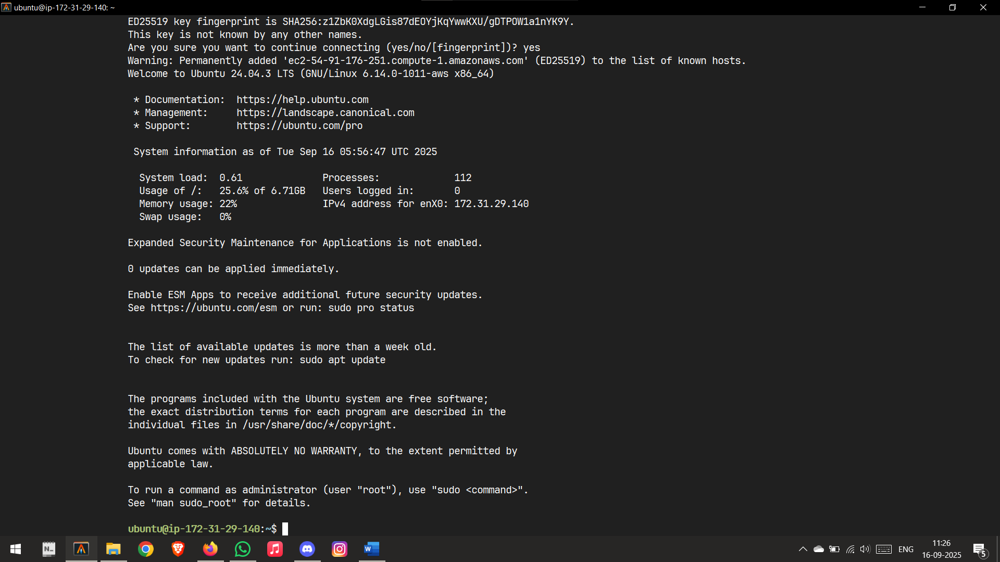 ubuntu@ip-172-31-29-140: ~
ED25519 key fingerprint is SHA256:z1ZbK0XdgLGis87dEOYjKqYwwKXU/gDTPOW1a1nYK9Y.
This key is not known by any other names.
Are you sure you want to continue connecting (yes/no/[fingerprint])? yes
Warning: Permanently added 'ec2-54-91-176-251.compute-1.amazonaws.com' (ED25519) to the list of known hosts.
Welcome to Ubuntu 24.04.3 LTS (GNU/Linux 6.14.0-1011-aws x86_64)
* Documentation:  https://help.ubuntu.com
* Management:     https://landscape.canonical.com
* Support:        https://ubuntu.com/pro
System information as of Tue Sep 16 05:56:47 UTC 2025
System load:  0.61              Processes:             112
Usage of /:   25.6% of 6.71GB   Users logged in:       0
Memory usage: 22%               IPv4 address for enX0: 172.31.29.140
Swap usage:   0%
Expanded Security Maintenance for Applications is not enabled.
0 updates can be applied immediately.
Enable ESM Apps to receive additional future security updates.
See https://ubuntu.com/esm or run: sudo pro status
The list of available updates is more than a week old.
To check for new updates run: sudo apt update
The programs included with the Ubuntu system are free software;
the exact distribution terms for each program are described in the
individual files in /usr/share/doc/*/copyright.
Ubuntu comes with ABSOLUTELY NO WARRANTY, to the extent permitted by
applicable law.
To run a command as administrator (user "root"), use "sudo <command>".
See "man sudo_root" for details.
ubuntu@ip-172-31-29-140:~$
N_
W
ENG
11:26
16-09-2025
5